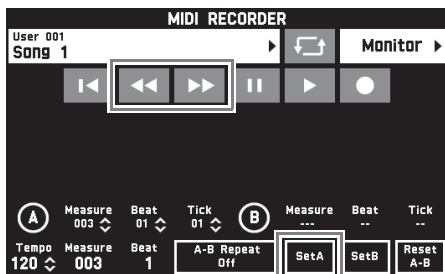 MIDI RECORDER
User 001
Song 1
Monitor
A Measure Beat Tick B Measure Beat Tick
003 01 01 --- -- --
Tempo Measure Beat A-B Repeat SetA SetB Reset
120 003 1 Off A-B